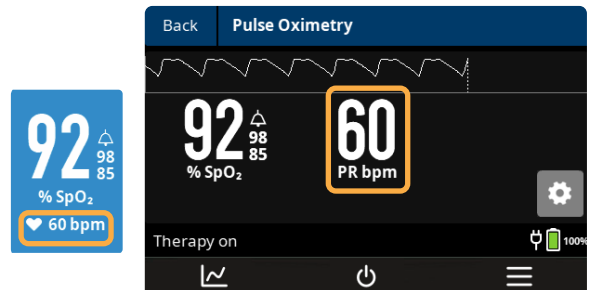 92
98
85
% SpO₂
60 bpm
Back
Pulse Oximetry
92
98
85
% SpO₂
60
PR bpm
Therapy on
100%